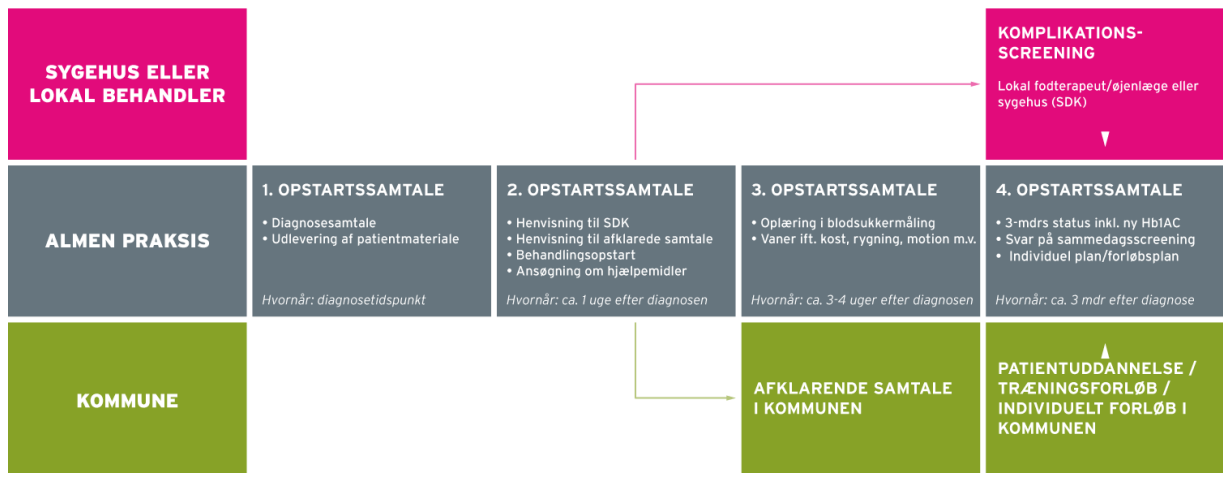 SYGEHUS ELLER
LOKAL BEHANDLER
KOMPLIKATIONS-
SCREENING
Lokal fodterapeut/øjenlæge eller
sygehus (SDK)
ALMEN PRAKSIS
1. OPSTARTSSAMTALE
• Diagnosesamtale
• Udlevering af patientmateriale
Hvornår: diagnosetidspunkt
2. OPSTARTSSAMTALE
• Henvisning til SDK
• Henvisning til afklarede samtale
• Behandlingsopstart
• Ansøgning om hjælpemidler
Hvornår: ca. 1 uge efter diagnosen
3. OPSTARTSSAMTALE
• Oplæring i blodsukkermåling
• Vaner ift. kost, rygning, motion m.v.
Hvornår: ca. 3-4 uger efter diagnosen
4. OPSTARTSSAMTALE
• 3-mdrs status inkl. ny Hb1AC
• Svar på sammedagsscreening
• Individuel plan/forløbsplan
Hvornår: ca. 3 mdr efter diagnose
KOMMUNE
AFKLARENDE SAMTALE
I KOMMUNEN
PATIENTUDDANNELSE /
TRÆNINGSFORLØB /
INDIVIDUELT FORLØB I
KOMMUNEN